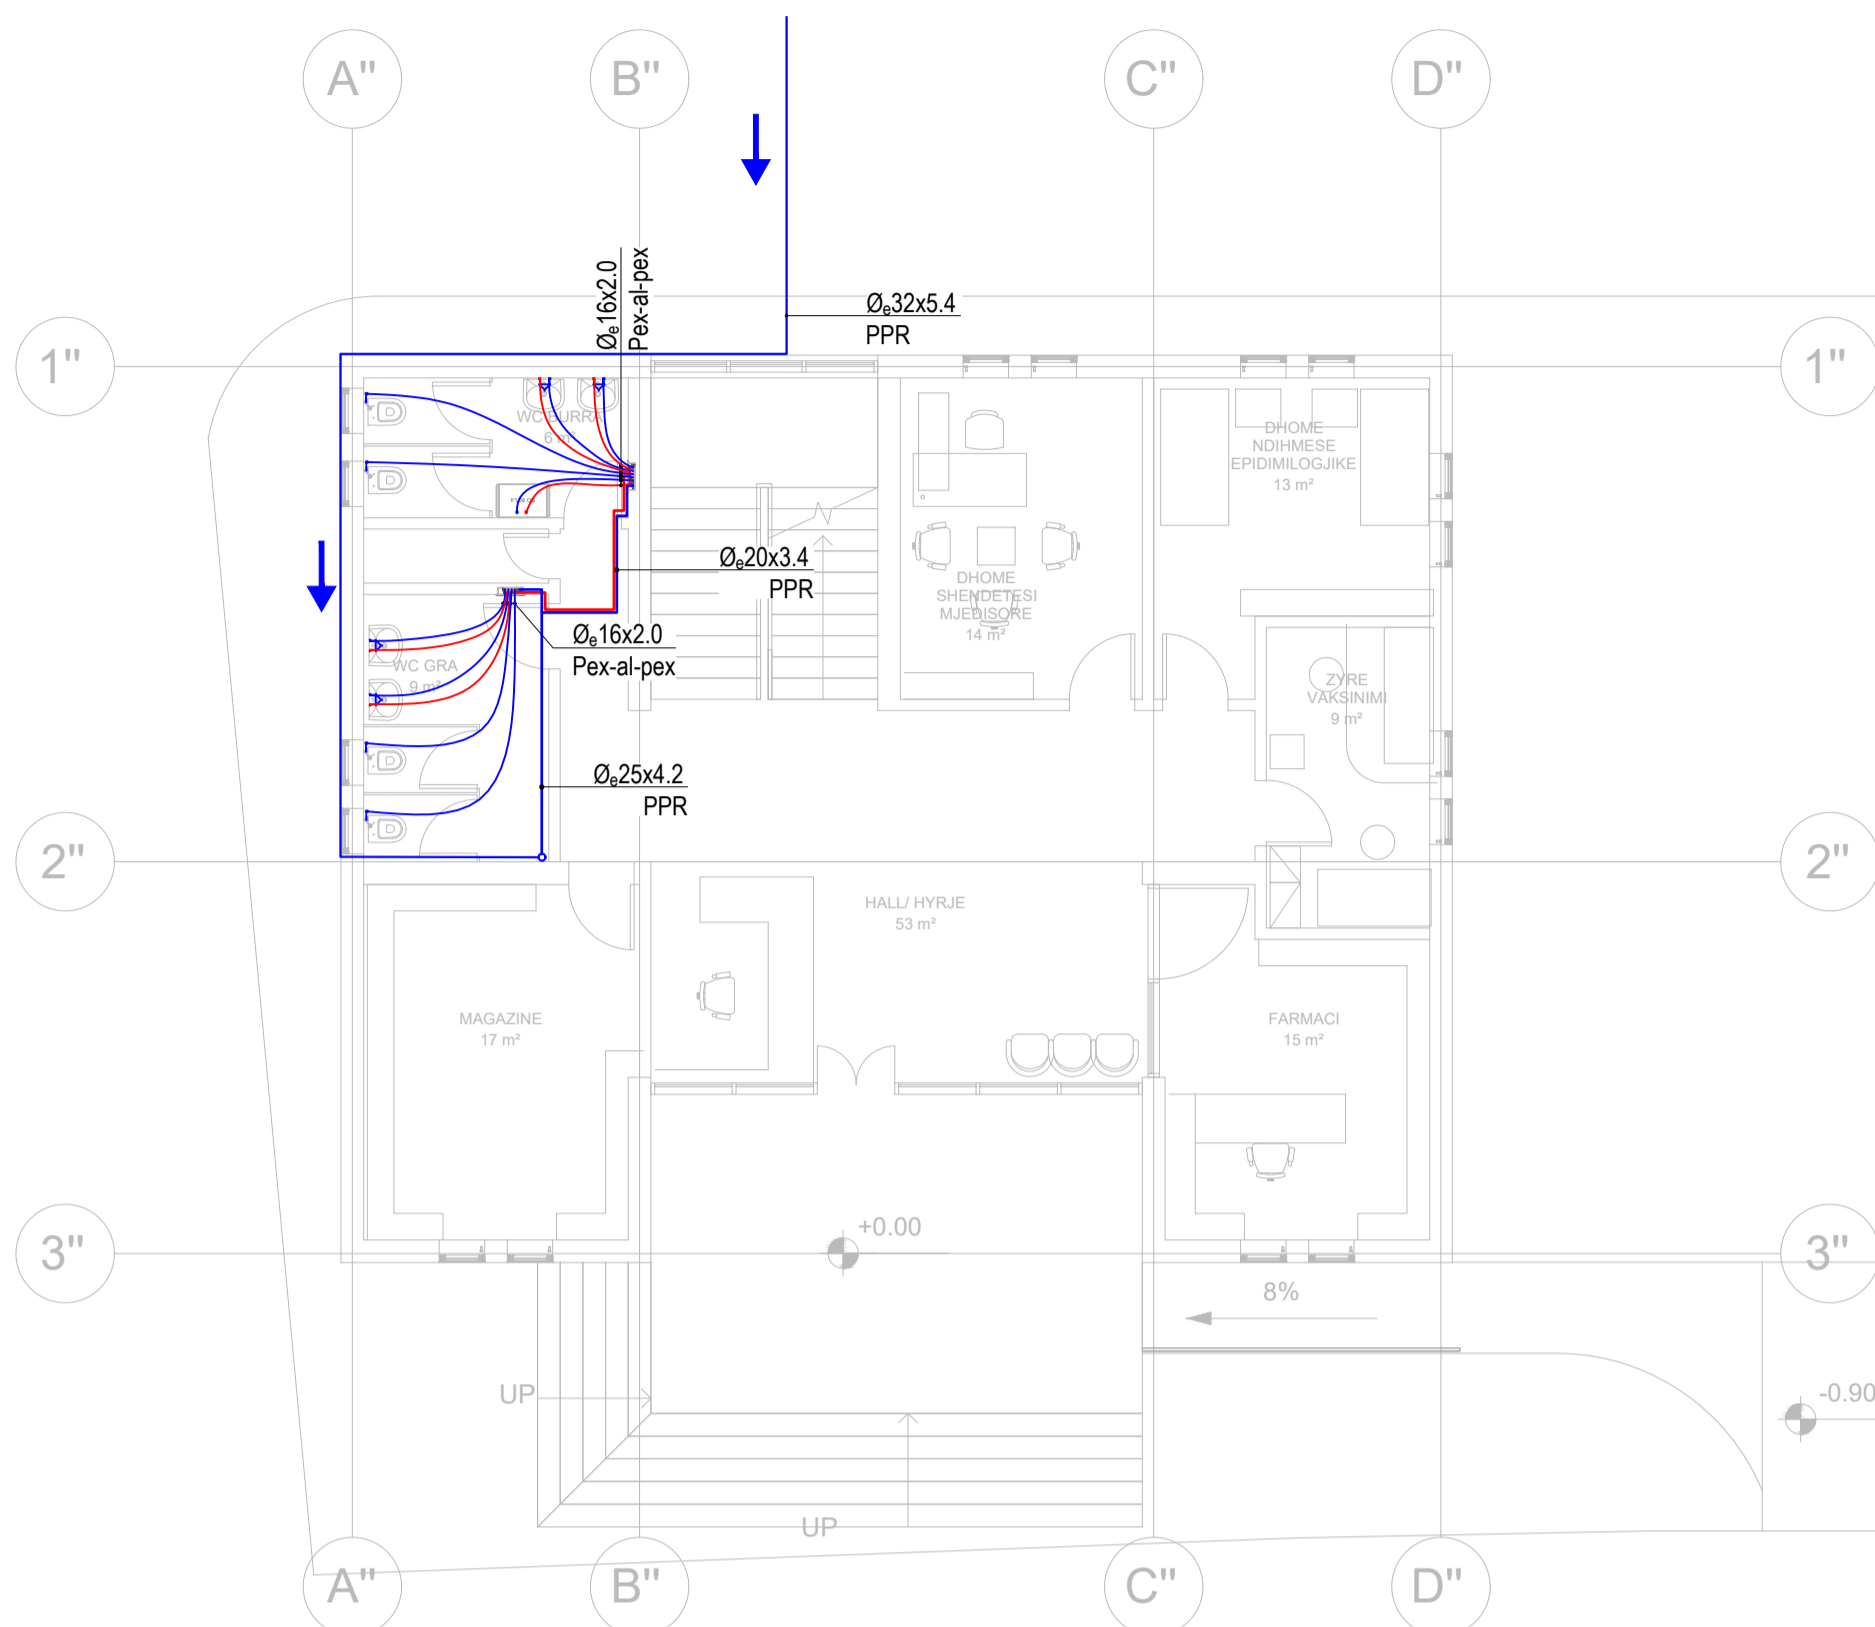 A"
B"
C"
D"
Øe16x2.0
Pex-al-pex
Øe32x5.4
PPR
1"
1"
WC BURRA
6 m²
DHOME
NDIHMESE
EPIDIMILOGJIKE
13 m²
Øe20x3.4
PPR
DHOME
SHENDETESI
MJEDISORE
14 m²
Øe16x2.0
Pex-al-pex
WC GRA
9 m²
ZYRE
VAKSINIMI
9 m²
Øe25x4.2
PPR
2"
2"
HALL/ HYRJE
53 m²
MAGAZINE
17 m²
FARMACI
15 m²
+0.00
3"
3"
8%
UP
-0.90
UP
A"
B"
C"
D"